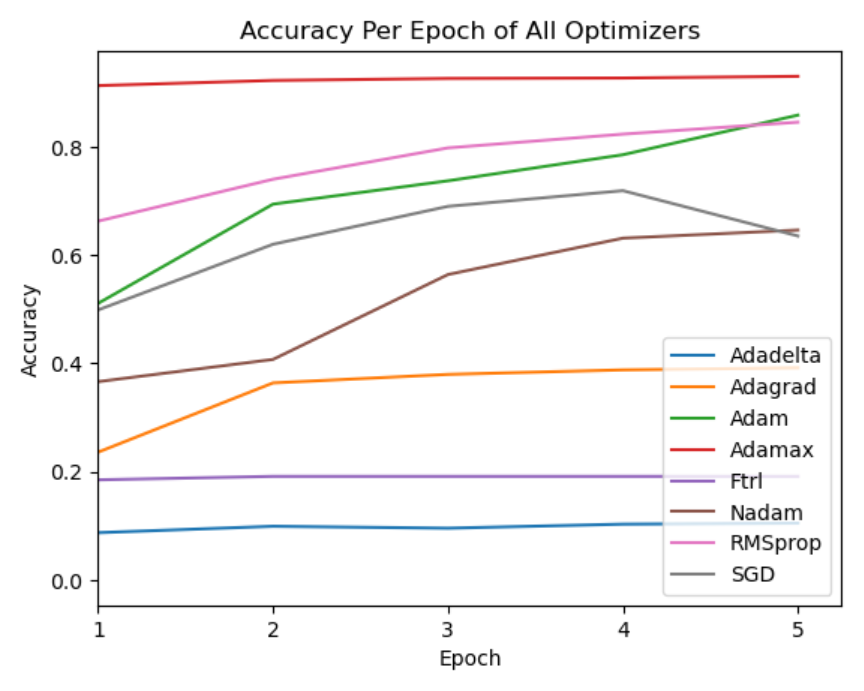 Accuracy Per Epoch of All Optimizers
0.8
0.6
0.4
0.2
0.0
Accuracy
Adadelta
Adagrad
Adam
Adamax
Ftrl
Nadam
RMSprop
SGD
1 2 3 4 5
Epoch